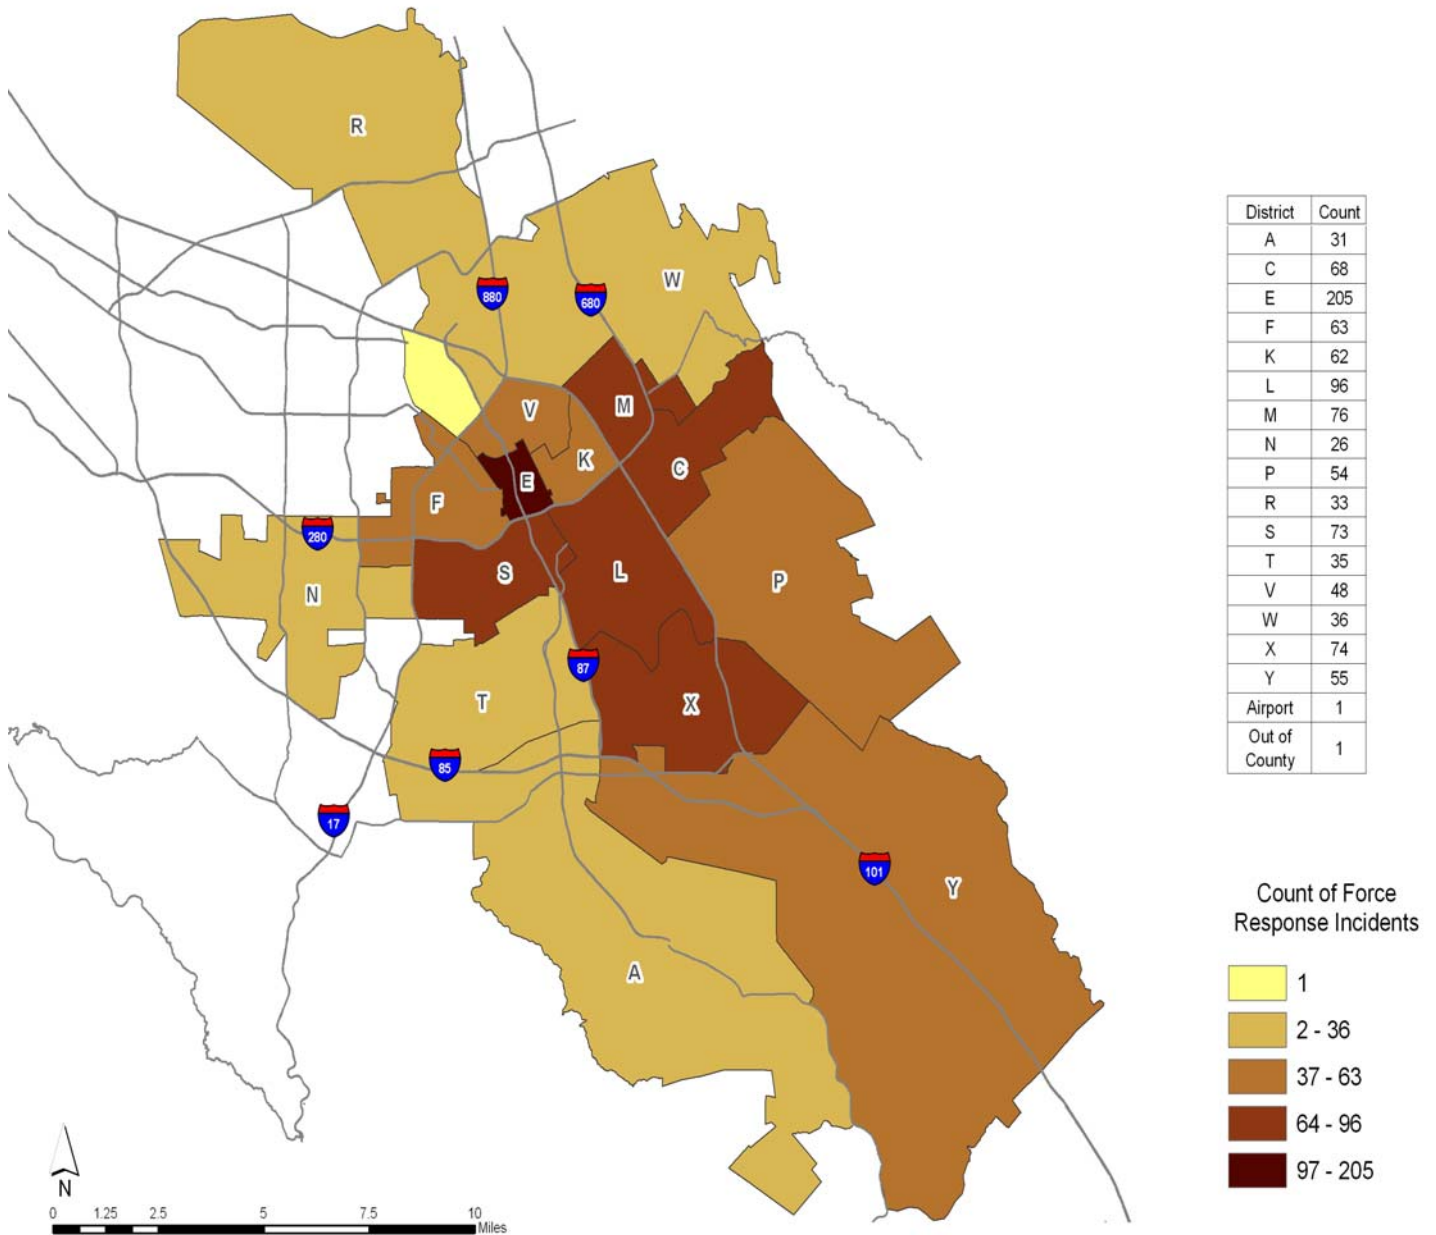 R
W
880
680
V
M
K
C
E
F
280
S
L
P
N
87
T
X
85
17
101
Y
A
N
0 1.25 2.5 5 7.5 10
Miles
District Count
A 31
C 68
E 205
F 63
K 62
L 96
M 76
N 26
P 54
R 33
S 73
T 35
V 48
W 36
X 74
Y 55
Airport 1
Out of
County 1
Count of Force
Response Incidents
1
2 - 36
37 - 63
64 - 96
97 - 205